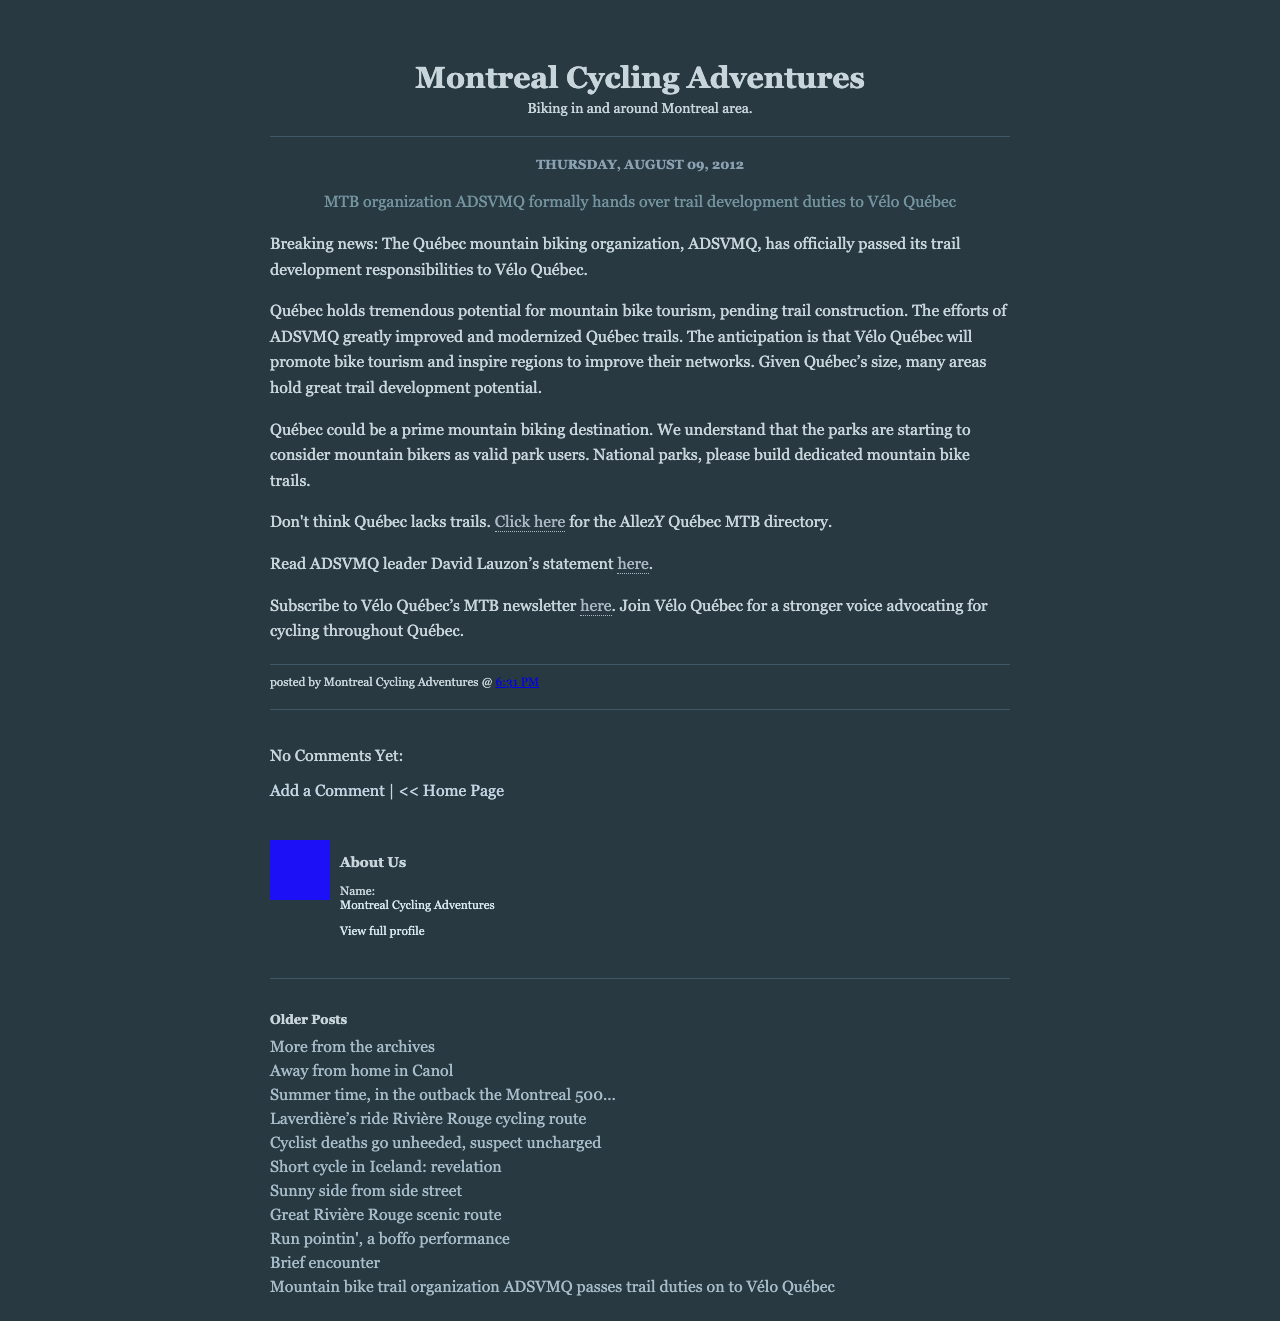 Montreal Cycling Adventures
Biking in and around Montreal area.
THURSDAY, AUGUST 09, 2012
MTB organization ADSVMQ formally hands over trail development duties to Vélo Québec
Breaking news: The Québec mountain biking organization, ADSVMQ, has officially passed its trail
development responsibilities to Vélo Québec.
Québec holds tremendous potential for mountain bike tourism, pending trail construction. The efforts of
ADSVMQ greatly improved and modernized Québec trails. The anticipation is that Vélo Québec will
promote bike tourism and inspire regions to improve their networks. Given Québec’s size, many areas
hold great trail development potential.
Québec could be a prime mountain biking destination. We understand that the parks are starting to
consider mountain bikers as valid park users. National parks, please build dedicated mountain bike
trails.
Don't think Québec lacks trails. Click here for the AllezY Québec MTB directory.
Read ADSVMQ leader David Lauzon’s statement here.
Subscribe to Vélo Québec’s MTB newsletter here. Join Vélo Québec for a stronger voice advocating for
cycling throughout Québec.
posted by Montreal Cycling Adventures @ 6:31 PM
No Comments Yet:
Add a Comment | << Home Page
About Us
Name:
Montreal Cycling Adventures
View full profile
Older Posts
More from the archives
Away from home in Canol
Summer time, in the outback the Montreal 500...
Laverdière’s ride Rivière Rouge cycling route
Cyclist deaths go unheeded, suspect uncharged
Short cycle in Iceland: revelation
Sunny side from side street
Great Rivière Rouge scenic route
Run pointin', a boffo performance
Brief encounter
Mountain bike trail organization ADSVMQ passes trail duties on to Vélo Québec